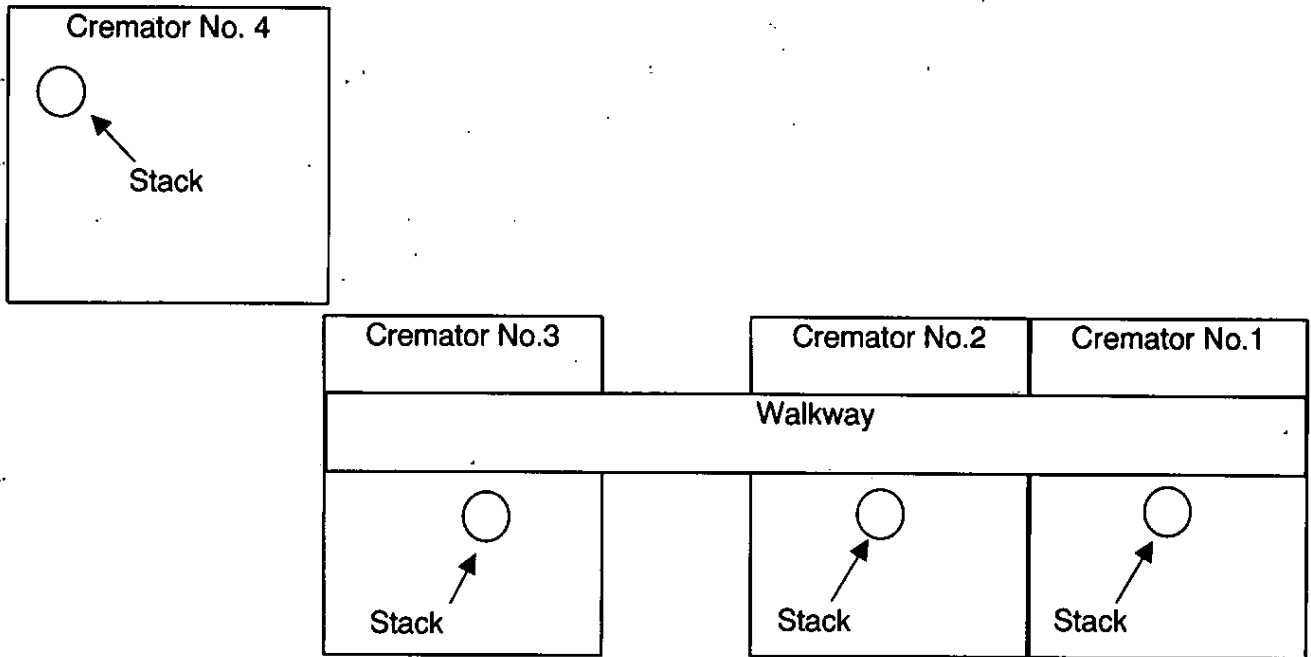 Cremator No. 4
Stack
Cremator No.3
Cremator No.2
Cremator No.1
Walkway
Stack
Stack
Stack